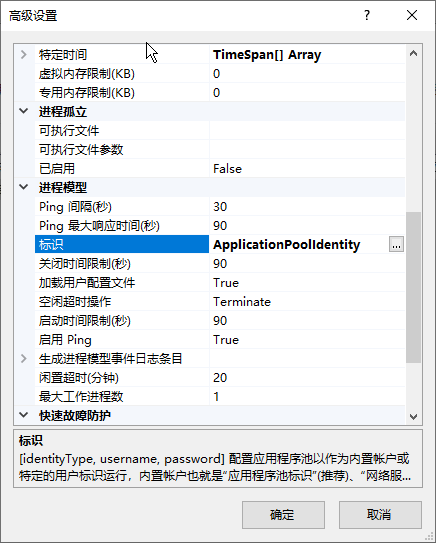 高级设置
特定时间 TimeSpan[] Array
虚拟内存限制(KB) 0
专用内存限制(KB) 0
进程孤立
可执行文件
可执行文件参数
已启用 False
进程模型
Ping 间隔(秒) 30
Ping 最大响应时间(秒) 90
标识 ApplicationPoolIdentity ...
关闭时间限制(秒) 90
加载用户配置文件 True
空闲超时操作 Terminate
启动时间限制(秒) 90
启用 Ping True
生成进程模型事件日志条目
闲置超时(分钟) 20
最大工作进程数 1
快速故障防护
标识
[identityType, username, password] 配置应用程序池以作为内置帐户或
特定的用户标识运行，内置帐户也就是“应用程序池标识”(推荐)、“网络服...
确定 取消